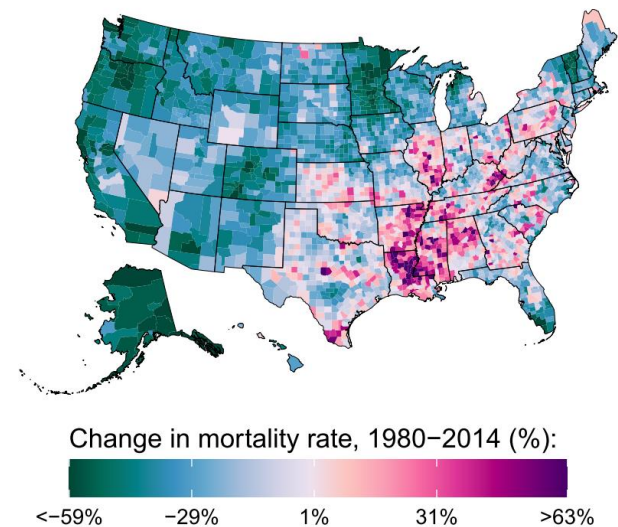 Change in mortality rate, 1980−2014 (%):
<−59% −29% 1% 31% >63%